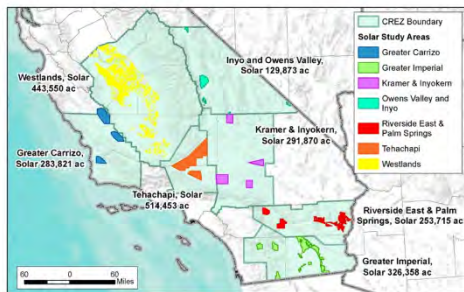 Westlands, Solar
443,550 ac
Inyo and Owens Valley,
Solar 129,873 ac
Kramer & Inyokern,
Solar 291,870 ac
Greater Carrizo,
Solar 283,821 ac
Tehachapi, Solar
514,453 ac
Riverside East & Palm
Springs, Solar 253,715 ac
Greater Imperial,
Solar 326,358 ac
CREZ Boundary
Solar Study Areas
Greater Carrizo
Greater Imperial
Kramer & Inyokern
Owens Valley and
Inyo
Riverside East
& Palm Springs
Tehachapi
Westlands
60 0 60
Miles